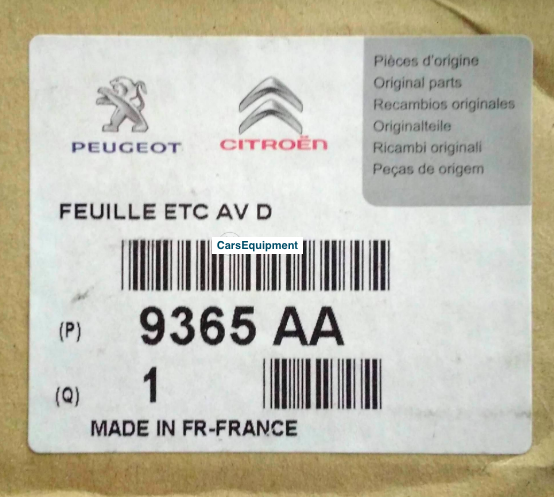 PEUGEOT
CITROËN
Pièces d'origine
Original parts
Recambios originales
Originalteile
Ricambi originali
Peças de origem
FEUILLE ETC AV D
CarsEquipment
(P) 9365 AA
(Q) 1
MADE IN FR-FRANCE